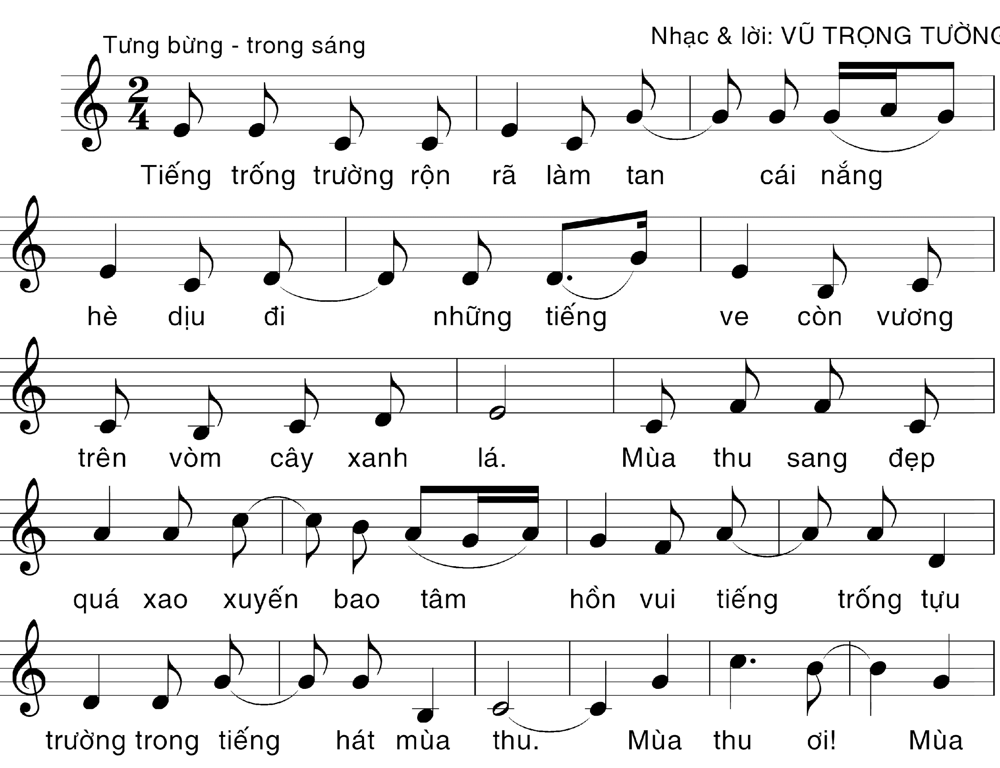 Nhạc & lời: VŨ TRỌNG TƯỜNG
Tưng bừng - trong sáng
2
4
Tiếng trống trường rộn rã làm tan cái nắng
hè dịu đi những tiếng ve còn vương
trên vòm cây xanh lá. Mùa thu sang đẹp
quá xao xuyến bao tâm hồn vui tiếng trống tựu
trường trong tiếng hát mùa thu. Mùa thu ơi! Mùa